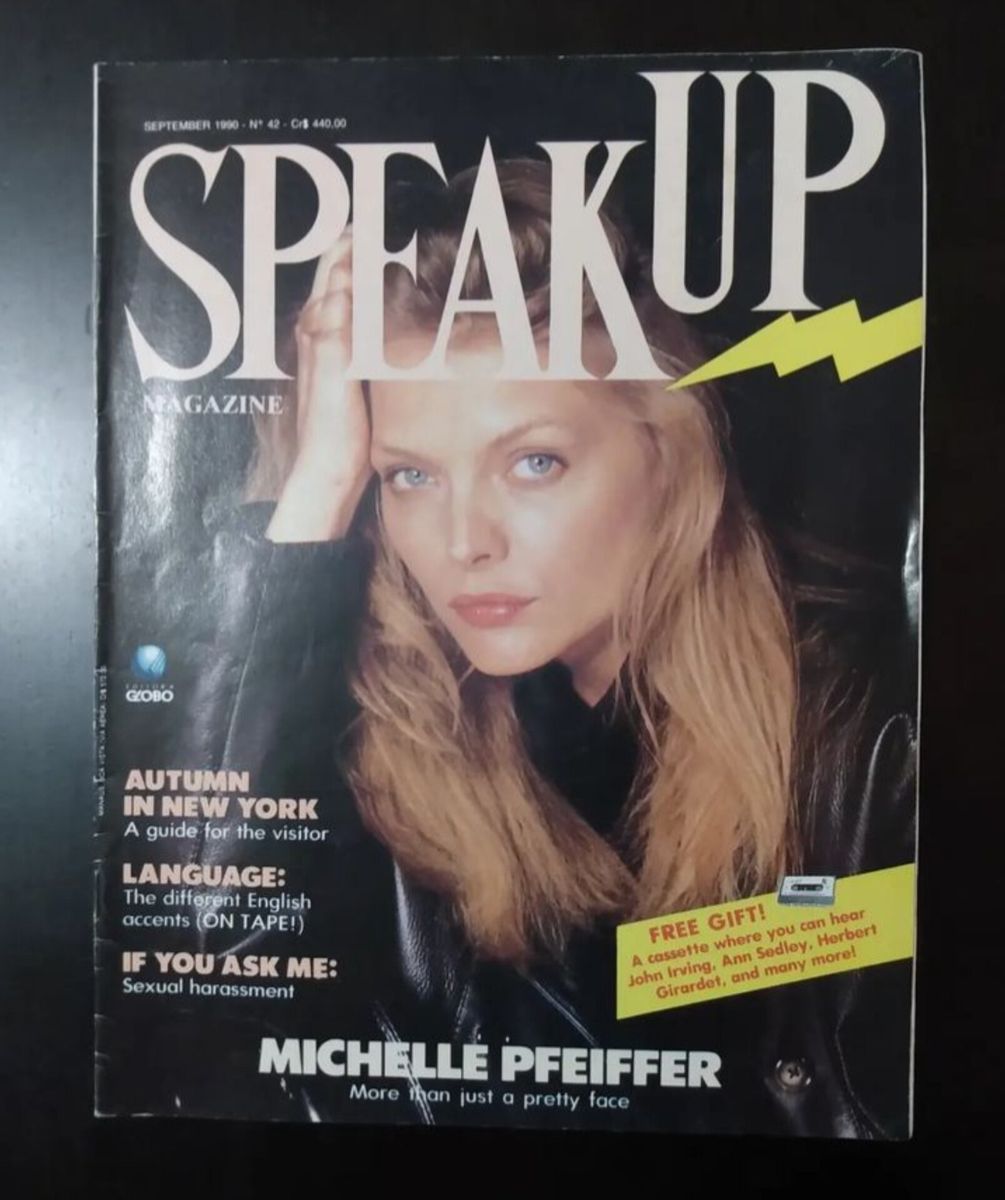 SEPTEMBER 1990 - Nº 42 - Cr$ 440,00
SPEAKUP
MAGAZINE
EDITORA
GLOBO
AUTUMN
IN NEW YORK
A guide for the visitor
LANGUAGE:
The different English
accents (ON TAPE!)
IF YOU ASK ME:
Sexual harassment
FREE GIFT!
A cassette where you can hear
John Irving, Ann Sedley, Herbert
Girardet, and many more!
MICHELLE PFEIFFER
More than just a pretty face